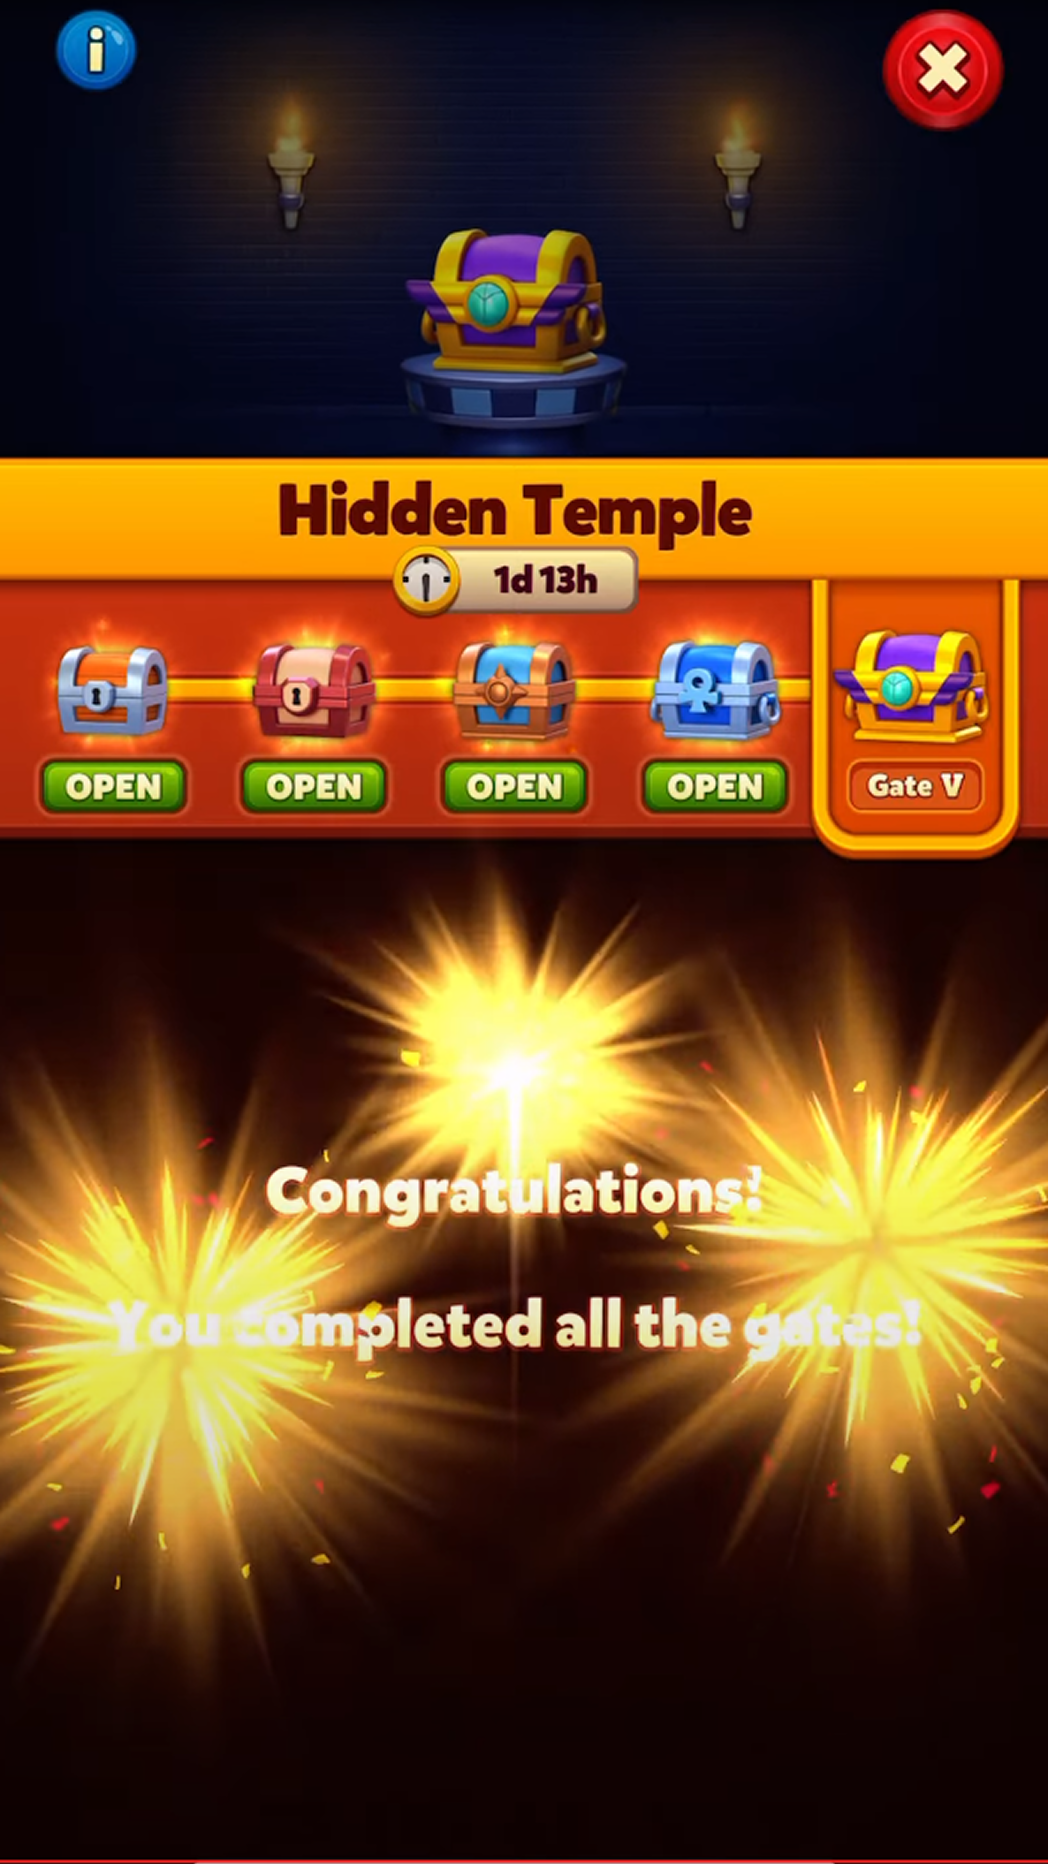 Hidden Temple
1d 13h
OPEN
OPEN
OPEN
OPEN
Gate V
Congratulations!
You completed all the gates!